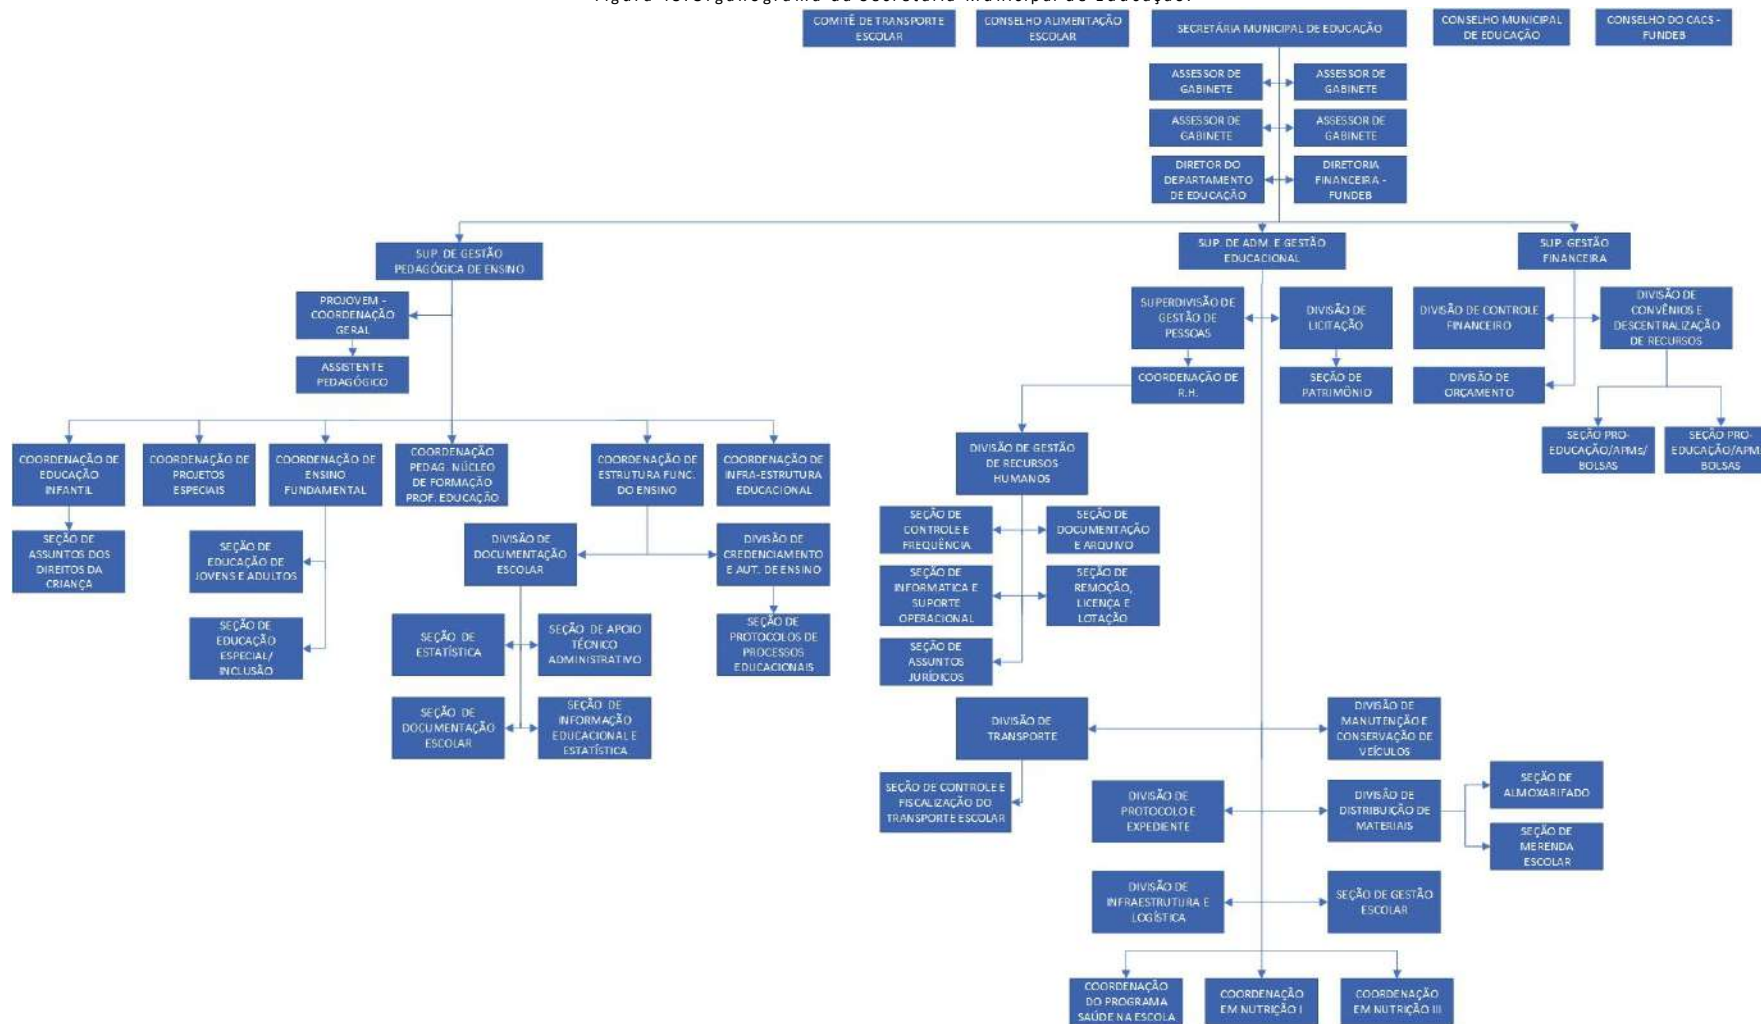 COMITÊ DE TRANSPORTE
ESCOLAR
CONSELHO ALIMENTAÇÃO
ESCOLAR
SECRETÁRIA MUNICIPAL DE EDUCAÇÃO
CONSELHO MUNICIPAL
DE EDUCAÇÃO
CONSELHO DO CACS -
FUNDEB
ASSESSOR DE
GABINETE
ASSESSOR DE
GABINETE
ASSESSOR DE
GABINETE
ASSESSOR DE
GABINETE
DIRETOR DO
DEPARTAMENTO
DE EDUCAÇÃO
DIRETORIA
FINANCEIRA -
FUNDEB
SUP. DE GESTÃO
PEDAGÓGICA DE ENSINO
SUP. DE ADM. E GESTÃO
EDUCACIONAL
SUP. GESTÃO
FINANCEIRA
PROJOVEM -
COORDENAÇÃO
GERAL
ASSISTENTE
PEDAGÓGICO
SUPERDIVISÃO DE
GESTÃO DE
PESSOAS
DIVISÃO DE
LICITAÇÃO
DIVISÃO DE CONTROLE
FINANCEIRO
DIVISÃO DE
CONVÊNIOS E
DESCENTRALIZAÇÃO
DE RECURSOS
COORDENAÇÃO DE
R.H.
SEÇÃO DE
PATRIMÔNIO
DIVISÃO DE
ORÇAMENTO
SEÇÃO PRO-
EDUCAÇÃO/APMs/
BOLSAS
SEÇÃO PRO-
EDUCAÇÃO/APM
BOLSAS
COORDENAÇÃO DE
EDUCAÇÃO
INFANTIL
COORDENAÇÃO DE
PROJETOS
ESPECIAIS
COORDENAÇÃO DE
ENSINO
FUNDAMENTAL
COORDENAÇÃO
PEDAG. NÚCLEO
DE FORMAÇÃO
PROF. EDUCAÇÃO
COORDENAÇÃO DE
ESTRUTURA FUNC.
DO ENSINO
COORDENAÇÃO DE
INFRA-ESTRUTURA
EDUCACIONAL
DIVISÃO DE GESTÃO
DE RECURSOS
HUMANOS
SEÇÃO DE
ASSUNTOS DOS
DIREITOS DA
CRIANÇA
SEÇÃO DE
EDUCAÇÃO DE
JOVENS E ADULTOS
DIVISÃO DE
DOCUMENTAÇÃO
ESCOLAR
DIVISÃO DE
CREDENCIAMENTO
E AUT. DE ENSINO
SEÇÃO DE
CONTROLE E
FREQUÊNCIA
SEÇÃO DE
DOCUMENTAÇÃO
E ARQUIVO
SEÇÃO DE
INFORMATICA E
SUPORTE
OPERACIONAL
SEÇÃO DE
REMOÇÃO,
LICENÇA E
LOTAÇÃO
SEÇÃO DE
EDUCAÇÃO
ESPECIAL/
INCLUSÃO
SEÇÃO DE
ESTATÍSTICA
SEÇÃO DE APOIO
TÉCNICO
ADMINISTRATIVO
SEÇÃO DE
PROTOCOLOS DE
PROCESSOS
EDUCACIONAIS
SEÇÃO DE
ASSUNTOS
JURÍDICOS
SEÇÃO DE
DOCUMENTAÇÃO
ESCOLAR
SEÇÃO DE
INFORMAÇÃO
EDUCACIONAL E
ESTATÍSTICA
DIVISÃO DE
TRANSPORTE
DIVISÃO DE
MANUTENÇÃO E
CONSERVAÇÃO DE
VEÍCULOS
SEÇÃO DE CONTROLE E
FISCALIZAÇÃO DO
TRANSPORTE ESCOLAR
DIVISÃO DE
PROTOCOLO E
EXPEDIENTE
DIVISÃO DE
DISTRIBUIÇÃO DE
MATERIAIS
SEÇÃO DE
ALMOXARIFADO
SEÇÃO DE
MERENDA
ESCOLAR
DIVISÃO DE
INFRAESTRUTURA E
LOGÍSTICA
SEÇÃO DE GESTÃO
ESCOLAR
COORDENAÇÃO
DO PROGRAMA
SAÚDE NA ESCOLA
COORDENAÇÃO
EM NUTRIÇÃO I
COORDENAÇÃO
EM NUTRIÇÃO III